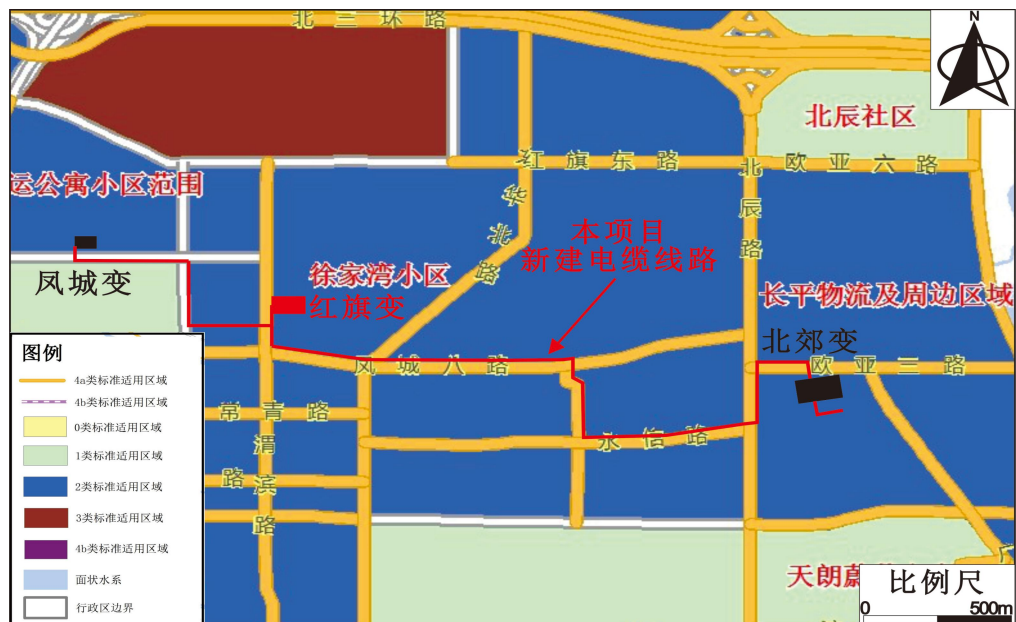 北三环路
N
北辰社区
红旗东路
北辰路
欧亚六路
运公寓小区范围
华北路
本项目
新建电缆线路
徐家湾小区
凤城变
红旗变
长平物流及周边区域
北郊变
凤城八路
欧亚三路
常青路
渭滨路
永信路
路
图例
4a类标准适用区域
4b类标准适用区域
0类标准适用区域
1类标准适用区域
2类标准适用区域
3类标准适用区域
4b类标准适用区域
面状水系
行政区边界
天朗蔚
广
比例尺
0 500m